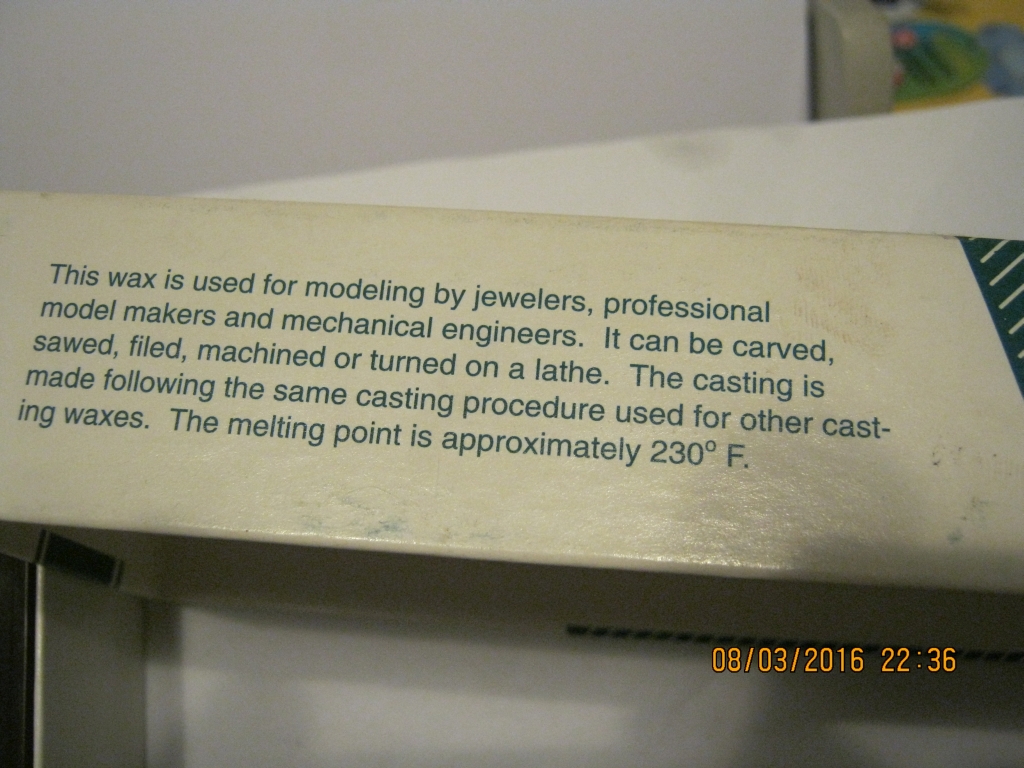 This wax is used for modeling by jewelers, professional
model makers and mechanical engineers. It can be carved,
sawed, filed, machined or turned on a lathe. The casting is
made following the same casting procedure used for other cast-
ing waxes. The melting point is approximately 230° F.
08/03/2016 22:36